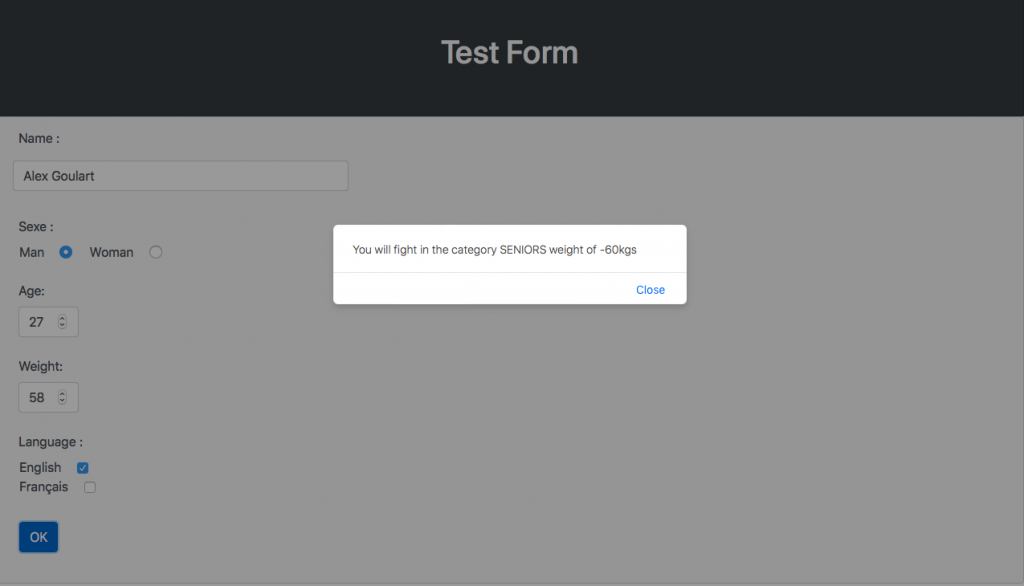 Test Form
Name :
Alex Goulart
Sexe :
Man Woman
You will fight in the category SENIORS weight of -60kgs
Close
Age:
27
Weight:
58
Language :
English
Français
OK